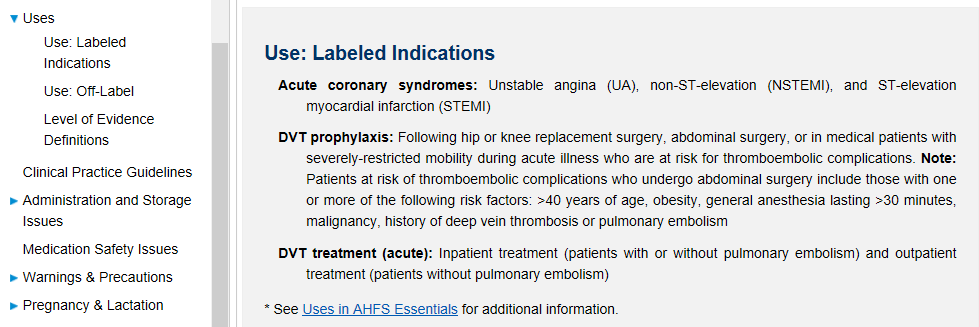 Uses
Use: Labeled
Indications
Use: Off-Label
Level of Evidence
Definitions
Clinical Practice Guidelines
Administration and Storage
Issues
Medication Safety Issues
Warnings & Precautions
Pregnancy & Lactation
Use: Labeled Indications
Acute coronary syndromes: Unstable angina (UA), non-ST-elevation (NSTEMI), and ST-elevation
myocardial infarction (STEMI)
DVT prophylaxis: Following hip or knee replacement surgery, abdominal surgery, or in medical patients with
severely-restricted mobility during acute illness who are at risk for thromboembolic complications. Note:
Patients at risk of thromboembolic complications who undergo abdominal surgery include those with one
or more of the following risk factors: >40 years of age, obesity, general anesthesia lasting >30 minutes,
malignancy, history of deep vein thrombosis or pulmonary embolism
DVT treatment (acute): Inpatient treatment (patients with or without pulmonary embolism) and outpatient
treatment (patients without pulmonary embolism)
* See Uses in AHFS Essentials for additional information.